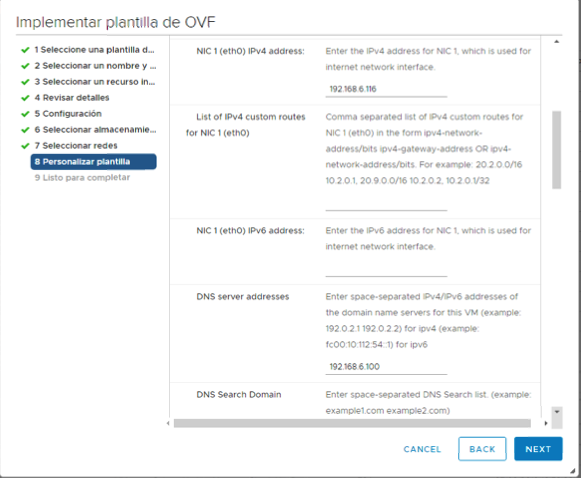 Implementar plantilla de OVF
1 Seleccione una plantilla d...
2 Seleccionar un nombre y ...
3 Seleccionar un recurso in...
4 Revisar detalles
5 Configuración
6 Seleccionar almacenamie...
7 Seleccionar redes
8 Personalizar plantilla
9 Listo para completar
NIC 1 (eth0) IPv4 address:
Enter the IPv4 address for NIC 1, which is used for
internet network interface.
192.168.6.116
List of IPv4 custom routes
for NIC 1 (eth0)
Comma separated list of IPv4 custom routes for
NIC 1 (eth0) in the form ipv4-network-
address/bits ipv4-gateway-address OR ipv4-
network-address/bits. For example: 20.2.0.0/16
10.2.0.1, 20.9.0.0/16 10.2.0.2, 10.2.0.1/32
NIC 1 (eth0) IPv6 address:
Enter the IPv6 address for NIC 1, which is used for
internet network interface.
DNS server addresses
Enter space-separated IPv4/IPv6 addresses of
the domain name servers for this VM (example:
192.0.2.1 192.0.2.2) for ipv4 (example:
fc00:10:112:54::1) for ipv6
192.168.6.100
DNS Search Domain
Enter space-separated DNS Search list. (example:
example1.com example2.com)
CANCEL
BACK
NEXT